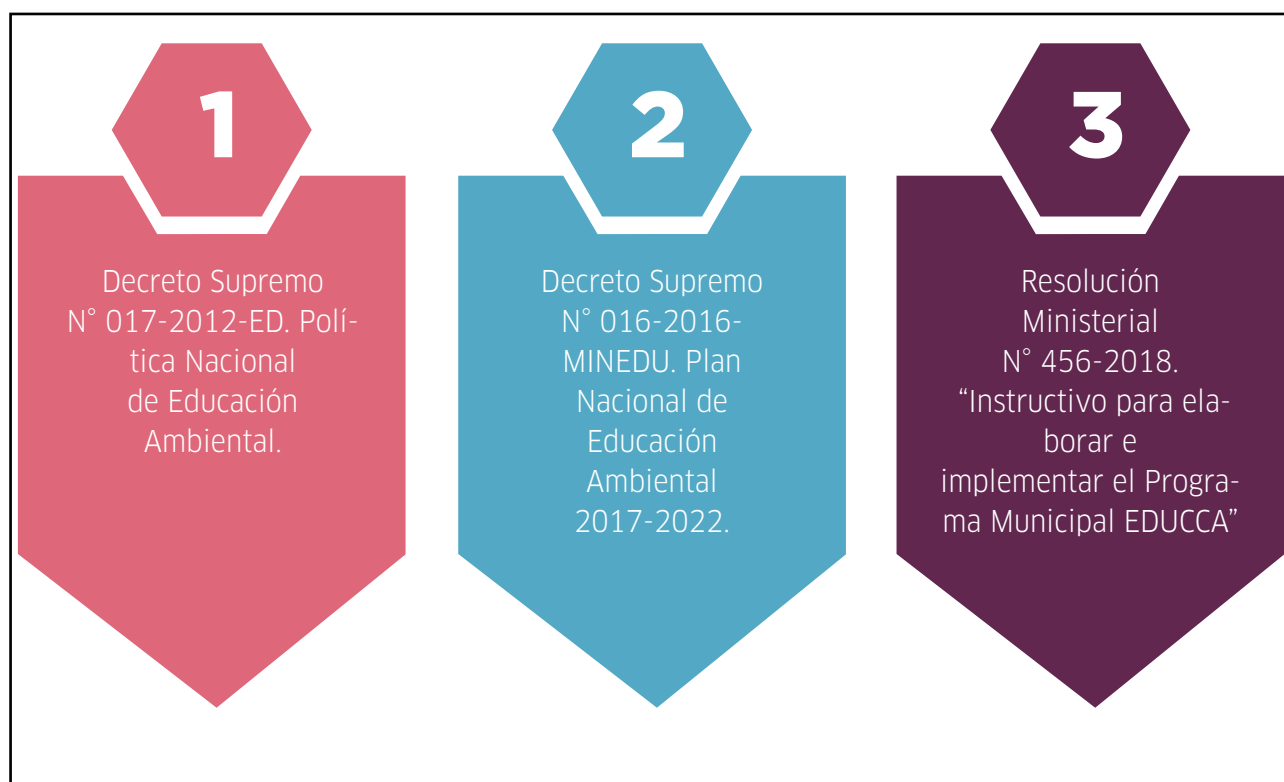 1
Decreto Supremo
N° 017-2012-ED. Polí-
tica Nacional
de Educación
Ambiental.
2
Decreto Supremo
N° 016-2016-
MINEDU. Plan
Nacional de
Educación
Ambiental
2017-2022.
3
Resolución
Ministerial
N° 456-2018.
“Instructivo para ela-
borar e
implementar el Progra-
ma Municipal EDUCCA”